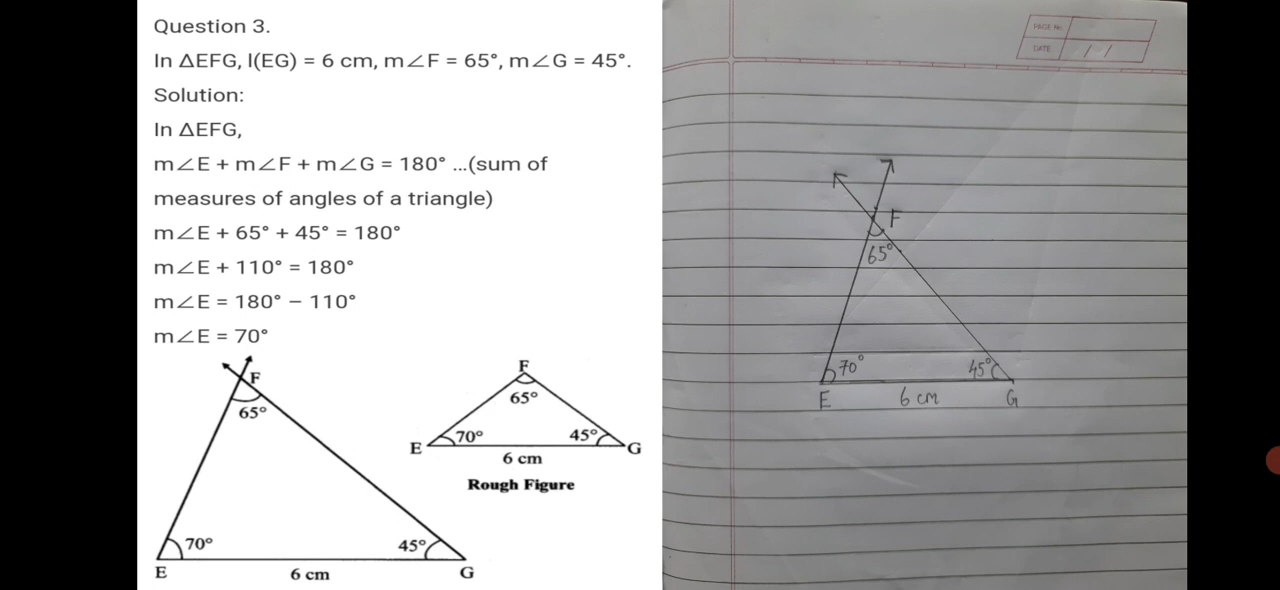 Question 3.
In ΔEFG, l(EG) = 6 cm, m∠F = 65°, m∠G = 45°.
Solution:
In ΔEFG,
m∠E + m∠F + m∠G = 180° ...(sum of
measures of angles of a triangle)
m∠E + 65° + 45° = 180°
m∠E + 110° = 180°
m∠E = 180° – 110°
m∠E = 70°
F
65°
70°
45°
E
6 cm
G
F
65°
70°
45°
E
G
6 cm
Rough Figure
PAGE No.
DATE / /
F
65°
70°
45°
E
6 cm
G